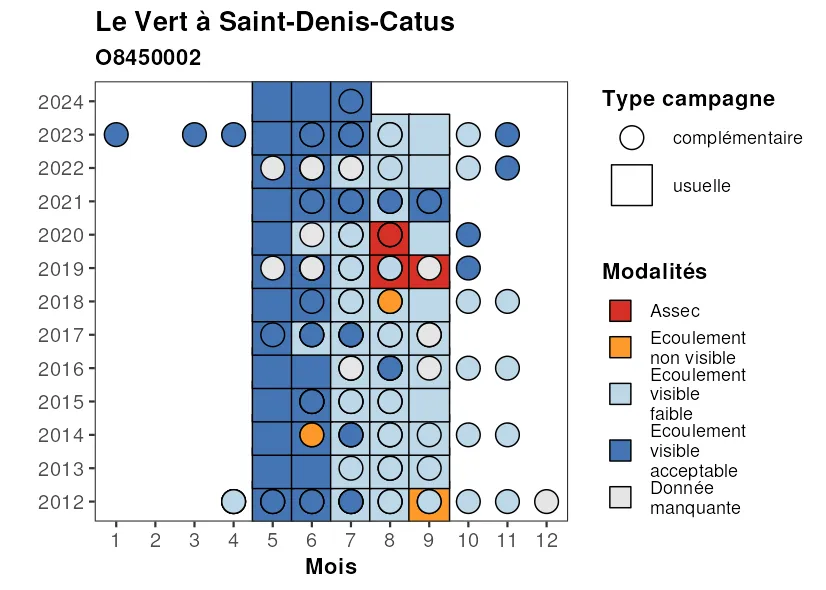 Le Vert à Saint-Denis-Catus
O8450002
2024
2023
2022
2021
2020
2019
2018
2017
2016
2015
2014
2013
2012
1 2 3 4 5 6 7 8 9 10 11 12
Mois
Type campagne
complémentaire
usuelle
Modalités
Assec
Ecoulement
non visible
Ecoulement
visible
faible
Ecoulement
visible
acceptable
Donnée
manquante